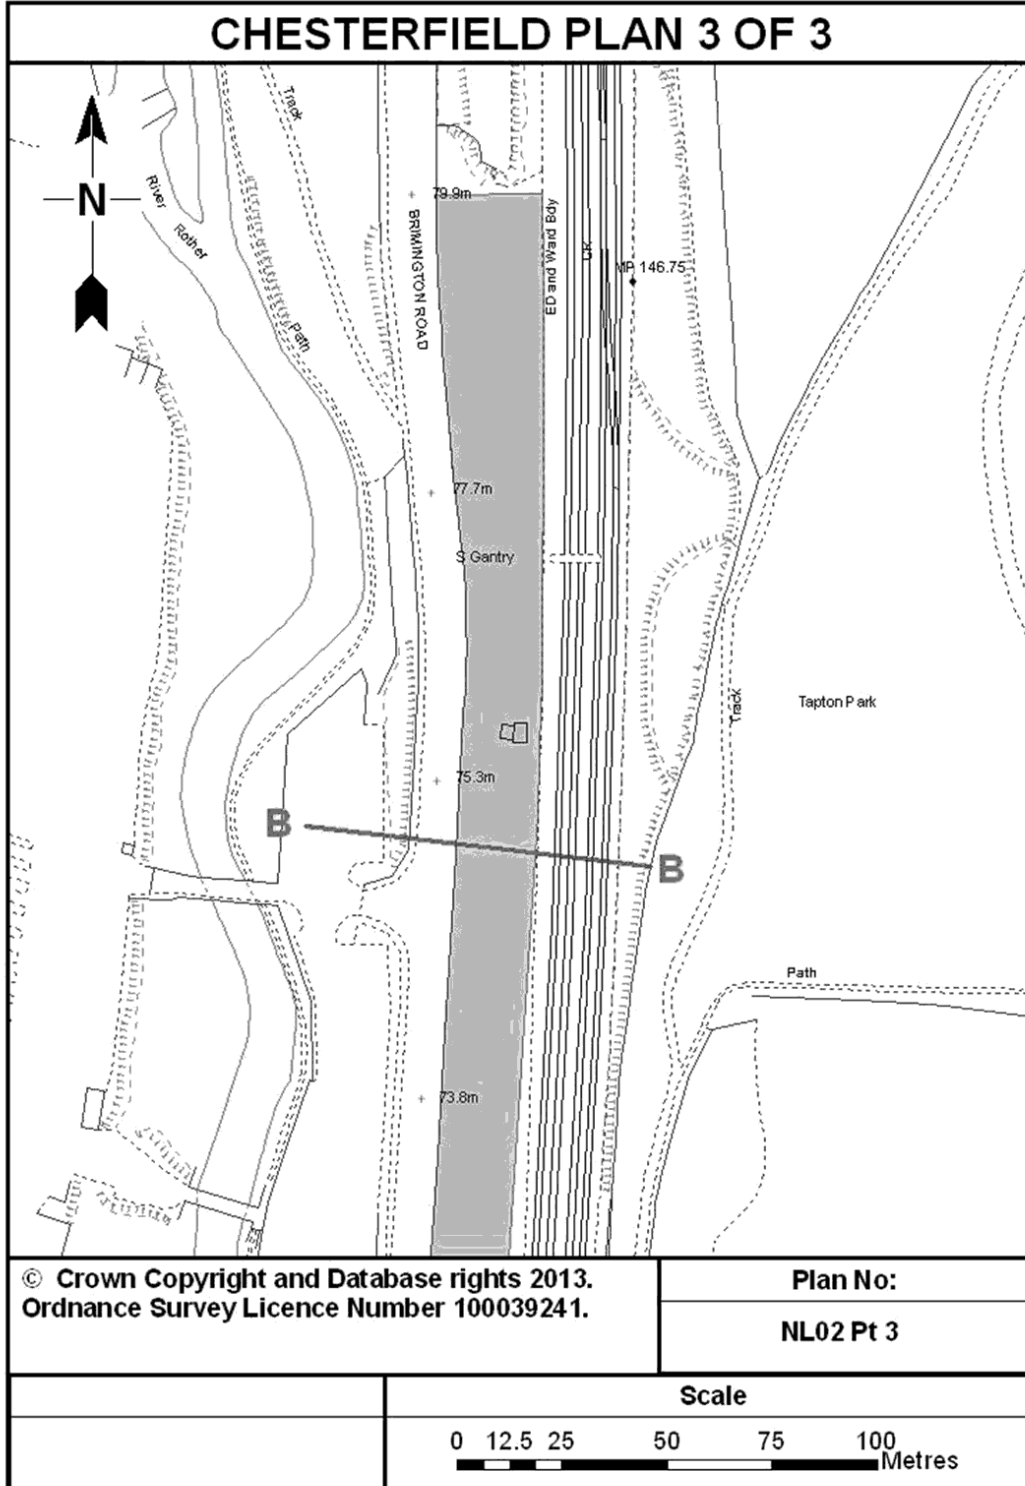 CHESTERFIELD PLAN 3 OF 3
Track
N
River
Rother
79.9m
BRIMINGTON ROAD
ED and Ward Bdy
MP 146.75
Path
77.7m
S Gantry
Track
Tapton Park
75.3m
B
B
Path
73.8m
© Crown Copyright and Database rights 2013.
Ordnance Survey Licence Number 100039241.
Plan No:
NL02 Pt 3
Scale
0 12.5 25 50 75 100
Metres